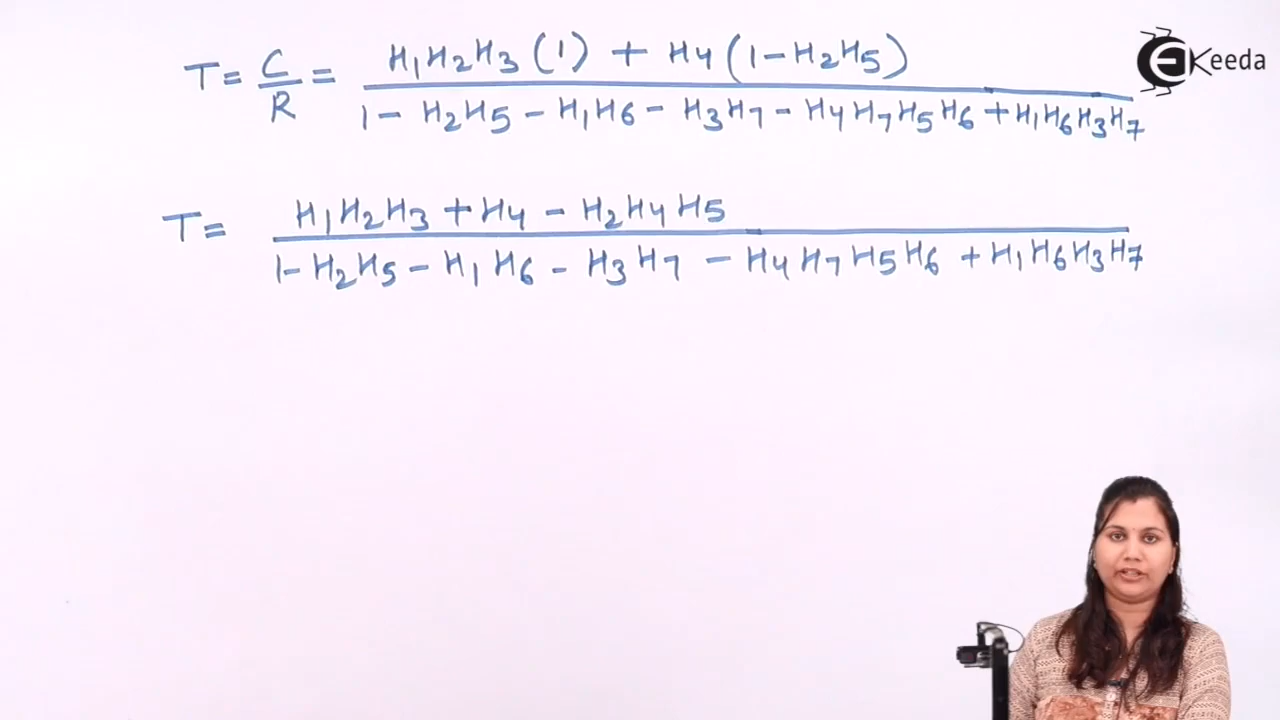 T = C/R = H₁H₂H₃(1) + H₄(1-H₂H₅) / 1 - H₂H₅ - H₁H₆ - H₃H₇ - H₄H₇H₅H₆ + H₁H₆H₃H₇
T = H₁H₂H₃ + H₄ - H₂H₄H₅ / 1 - H₂H₅ - H₁H₆ - H₃H₇ - H₄H₇H₅H₆ + H₁H₆H₃H₇
EKeeda